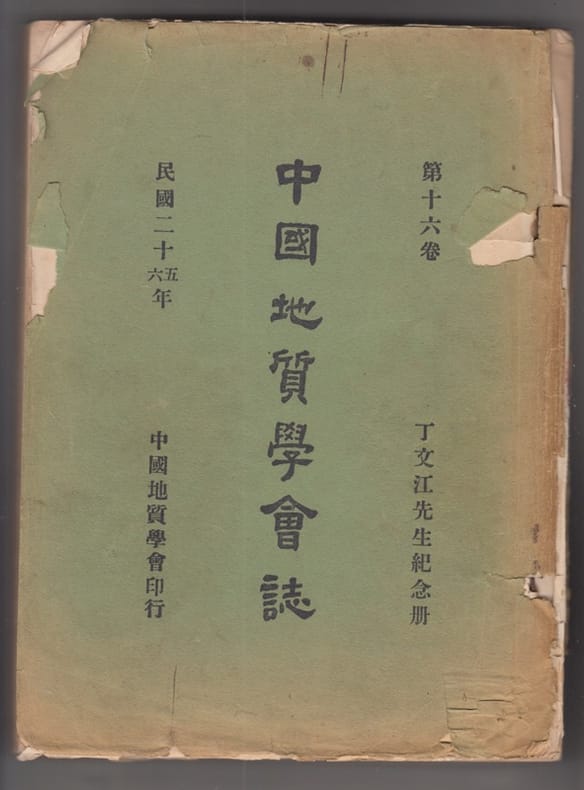 第十六卷
丁文江先生紀念册
中國地質學會誌
民國二十五六年
中國地質學會印行